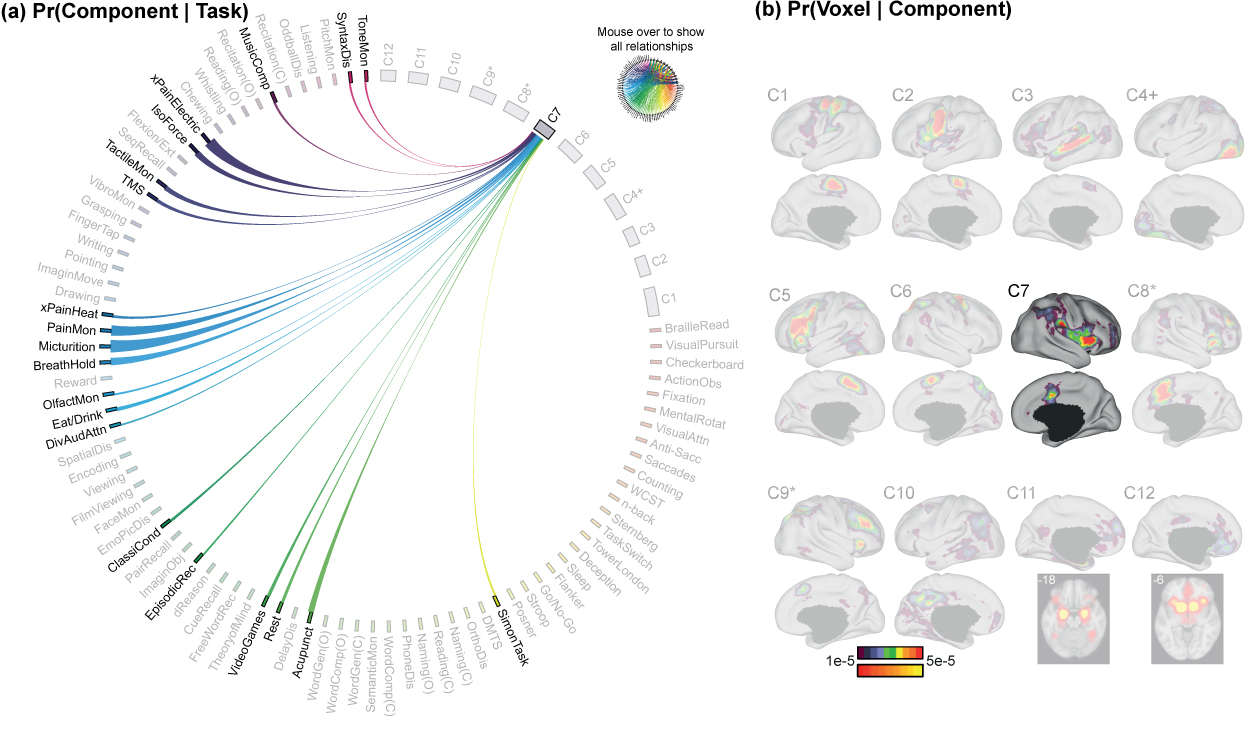 (a) Pr(Component | Task)
Mouse over to show
all relationships
ToneMon
SyntaxDis
PitchMon
Listening
OddballDis
Recitation(C)
MusicComp
Recitation(O)
Reading(O)
Whistling
Chewing
xPainElectric
IsoForce
Flexion/Ext
SeqRecall
TactileMon
TMS
VibroMon
Grasping
FingerTap
Writing
Pointing
ImaginMove
Drawing
xPainHeat
PainMon
Micturition
BreathHold
Reward
OlfactMon
Eat/Drink
DivAudAttn
SpatialDis
Encoding
Viewing
FilmViewing
FaceMon
EmoPicDis
ClassiCond
PairRecall
ImaginObj
EpisodicRec
dReason
CueRecall
FreeWordRec
TheoryofMind
VideoGames
Rest
DelayDis
Acupunct
WordGen(O)
WordComp(O)
WordGen(C)
SemanticMon
WordComp(C)
PhoneDis
Naming(O)
Reading(C)
Naming(C)
OrthoDis
DMTS
SimonTask
Posner
Stroop
Go/No-Go
Flanker
Sleep
Deception
TowerLondon
TaskSwitch
Sternberg
n-back
WCST
Counting
Saccades
Anti-Sacc
VisualAttn
MentalRotat
Fixation
ActionObs
Checkerboard
VisualPursuit
BrailleRead
C1
C2
C3
C4+
C5
C6
C7
C8*
C9*
C10
C11
C12
(b) Pr(Voxel | Component)
C1
C2
C3
C4+
C5
C6
C7
C8*
C9*
C10
C11
C12
-18
-6
1e-5
5e-5